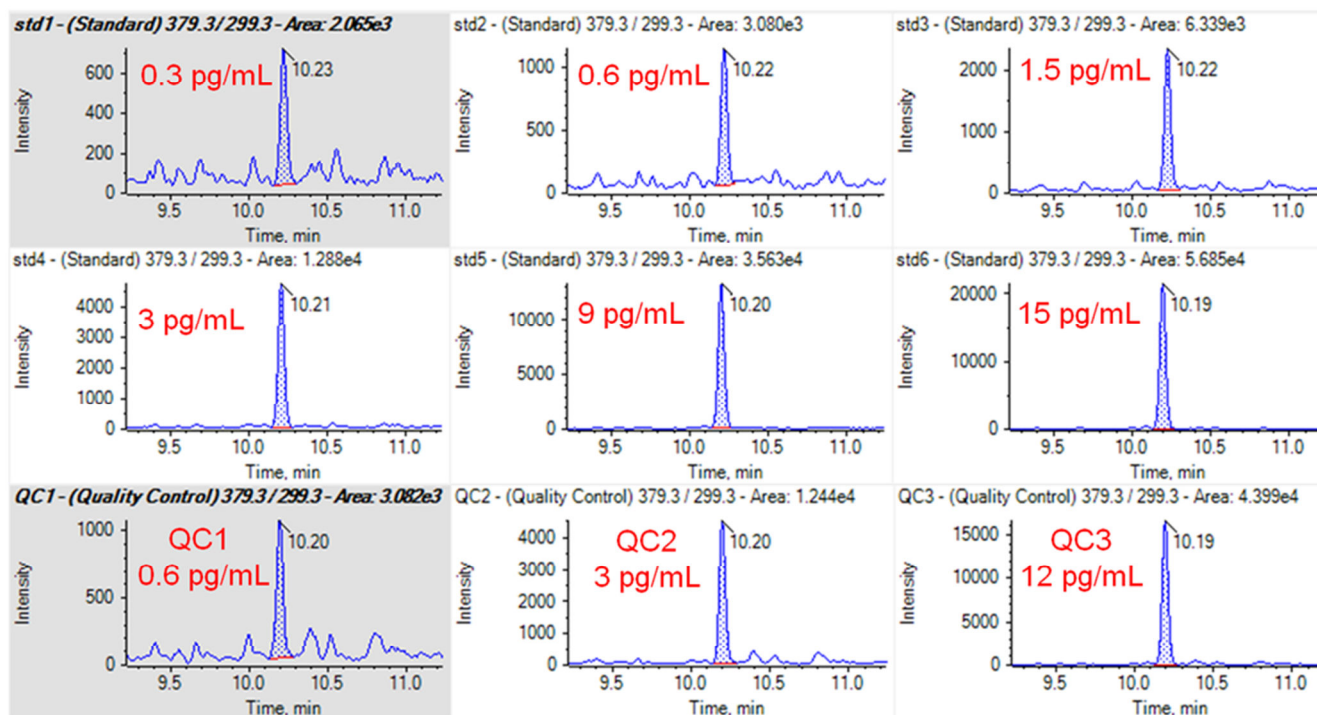 std1 - (Standard) 379.3 / 299.3 - Area: 2.065e3
0.3 pg/mL
10.23
Intensity
600
400
200
0
9.5 10.0 10.5 11.0
Time, min
std2 - (Standard) 379.3 / 299.3 - Area: 3.080e3
0.6 pg/mL
10.22
Intensity
1000
500
0
9.5 10.0 10.5 11.0
Time, min
std3 - (Standard) 379.3 / 299.3 - Area: 6.339e3
1.5 pg/mL
10.22
Intensity
2000
1000
0
9.5 10.0 10.5 11.0
Time, min
std4 - (Standard) 379.3 / 299.3 - Area: 1.288e4
3 pg/mL
10.21
Intensity
4000
3000
2000
1000
0
9.5 10.0 10.5 11.0
Time, min
std5 - (Standard) 379.3 / 299.3 - Area: 3.563e4
9 pg/mL
10.20
Intensity
10000
5000
0
9.5 10.0 10.5 11.0
Time, min
std6 - (Standard) 379.3 / 299.3 - Area: 5.685e4
15 pg/mL
10.19
Intensity
20000
10000
0
9.5 10.0 10.5 11.0
Time, min
QC1 - (Quality Control) 379.3 / 299.3 - Area: 3.082e3
QC1
0.6 pg/mL
10.20
Intensity
1000
500
0
9.5 10.0 10.5 11.0
Time, min
QC2 - (Quality Control) 379.3 / 299.3 - Area: 1.244e4
QC2
3 pg/mL
10.20
Intensity
4000
3000
2000
1000
0
9.5 10.0 10.5 11.0
Time, min
QC3 - (Quality Control) 379.3 / 299.3 - Area: 4.399e4
QC3
12 pg/mL
10.19
Intensity
15000
10000
5000
0
9.5 10.0 10.5 11.0
Time, min